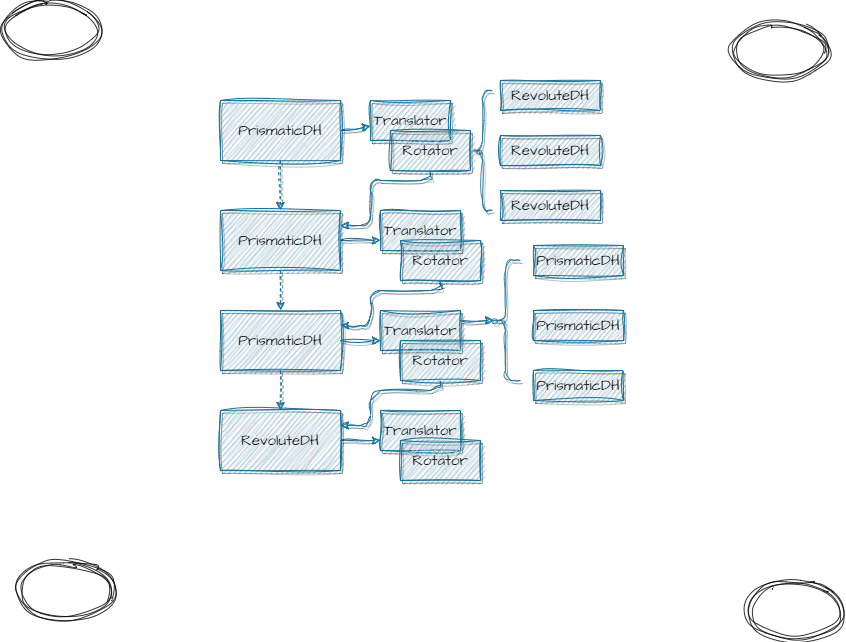 PrismaticDH
Translator
Rotator
RevoluteDH
RevoluteDH
RevoluteDH
PrismaticDH
Translator
Rotator
PrismaticDH
PrismaticDH
PrismaticDH
PrismaticDH
Translator
Rotator
RevoluteDH
Translator
Rotator